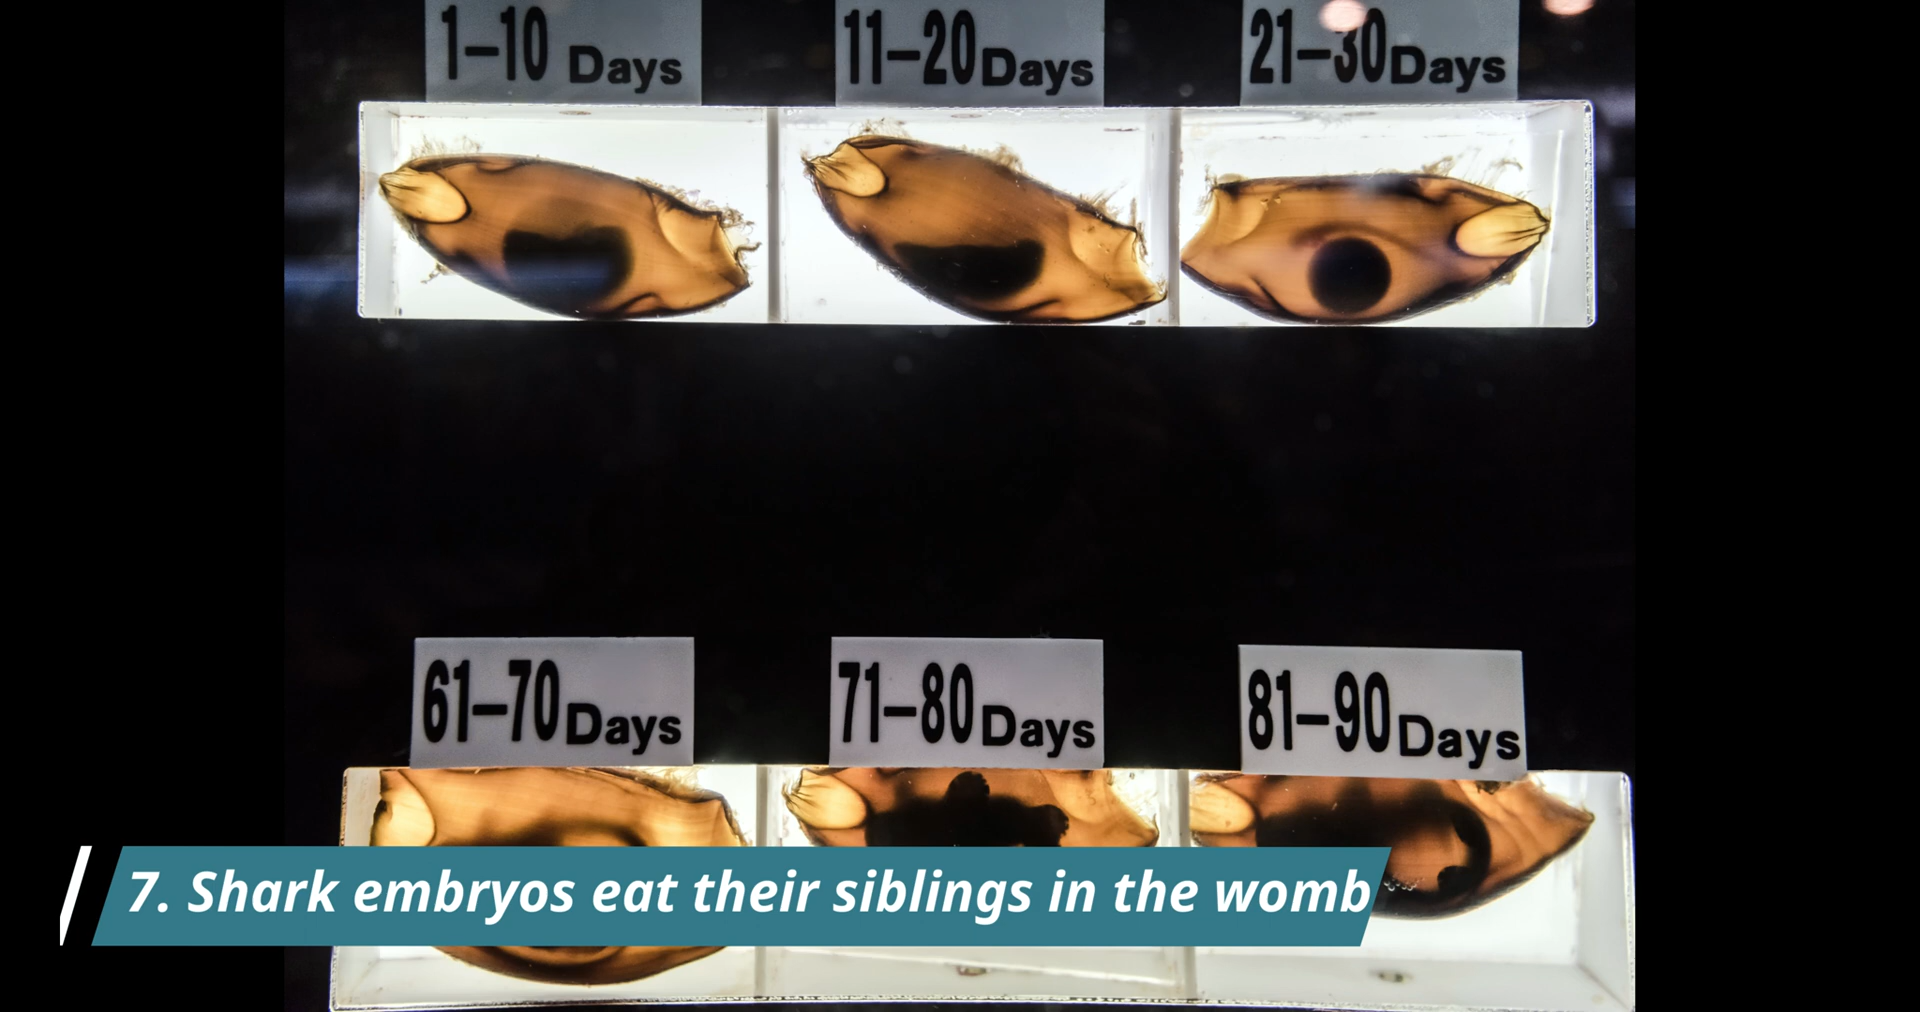 1–10 Days
11–20 Days
21–30 Days
61–70 Days
71–80 Days
81–90 Days
7. Shark embryos eat their siblings in the womb